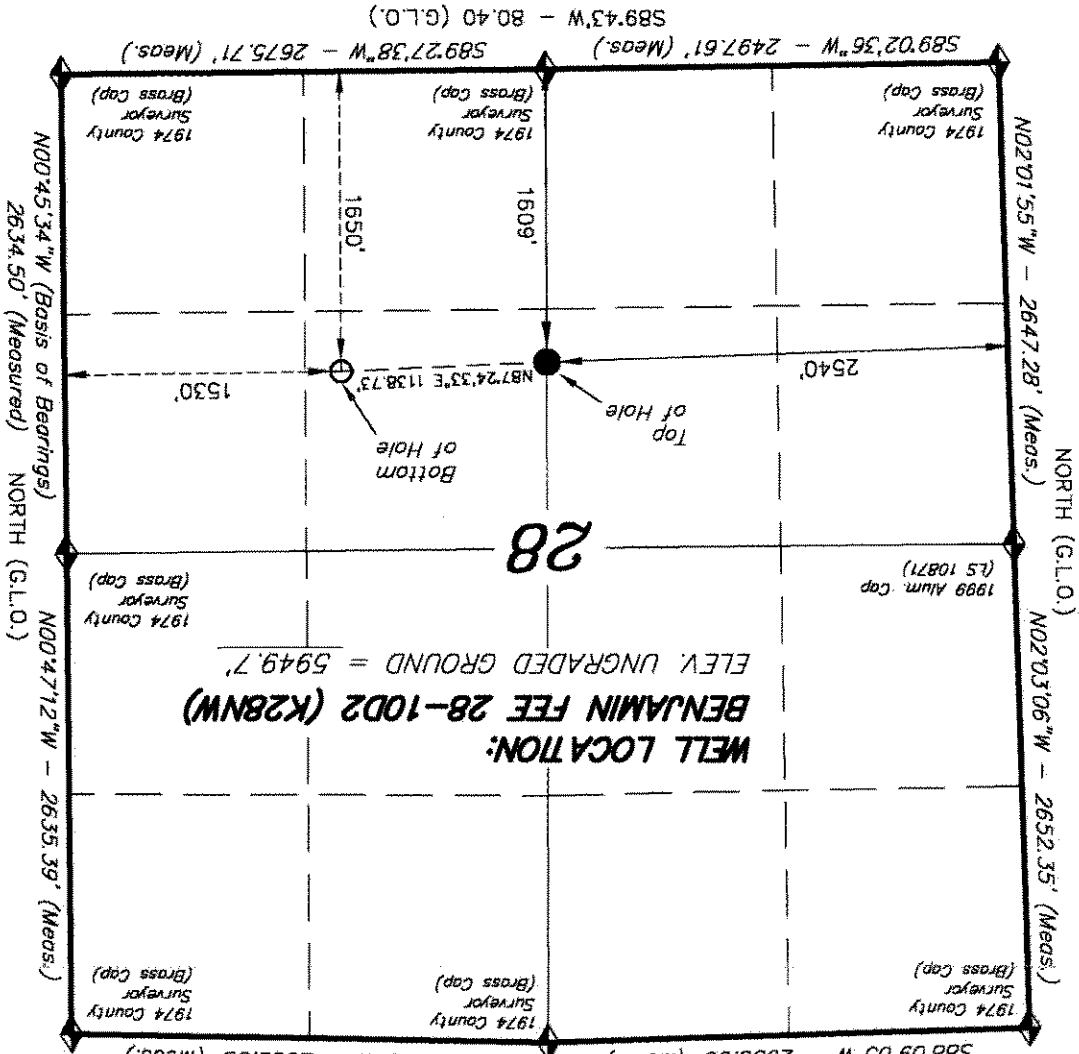 1974 County
Surveyor
(Brass Cap)
1974 County
Surveyor
(Brass Cap)
1974 County
Surveyor
(Brass Cap)
N02°03'06"W - 2652.35' (Meas.)
N00°47'12"W - 2635.39' (Meas.)
WELL LOCATION:
BENJAMIN FEE 28-10D2 (K28NW)
ELEV. UNGRADED GROUND = 5949.7'
1999 Alum. Cap
(LS 10871)
28
1974 County
Surveyor
(Brass Cap)
NORTH (G.L.O.)
NORTH (G.L.O.)
Top
of Hole
Bottom
of Hole
2540'
N87°24'33"E 1138.73'
1530'
N02°01'55"W - 2647.28' (Meas.)
N00°45'34"W (Basis of Bearings)
2634.50' (Measured)
1609'
1650'
1974 County
Surveyor
(Brass Cap)
1974 County
Surveyor
(Brass Cap)
1974 County
Surveyor
(Brass Cap)
S89°02'36"W - 2497.61' (Meas.)
S89°27'38"W - 2675.71' (Meas.)
S89°43'W - 80.40 (G.L.O.)